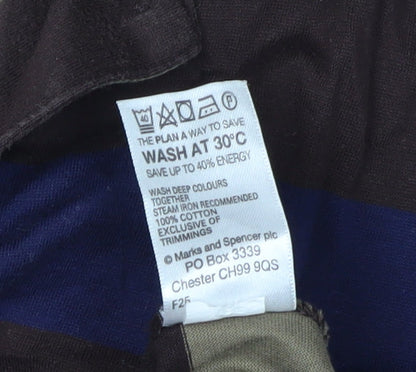 40 P
THE PLAN A WAY TO SAVE
WASH AT 30°C
SAVE UP TO 40% ENERGY
WASH DEEP COLOURS
TOGETHER
STEAM IRON RECOMMENDED
100% COTTON
EXCLUSIVE OF
TRIMMINGS
© Marks and Spencer plc
PO Box 3339
Chester CH99 9QS